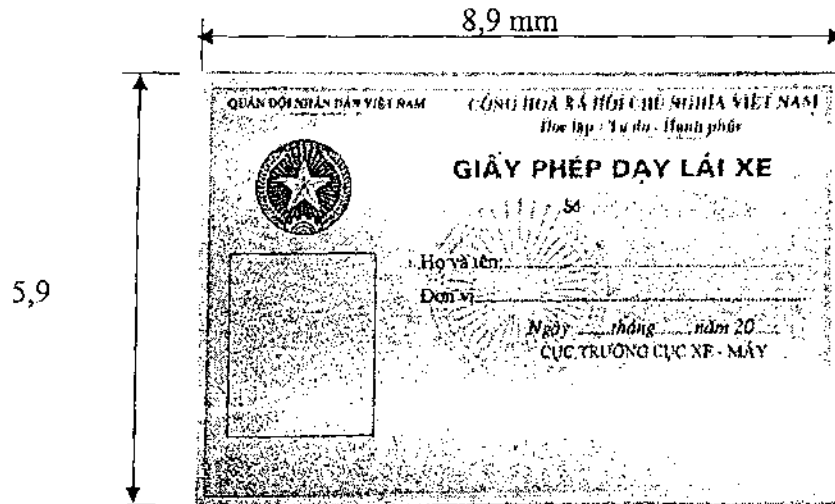 8,9 mm
QUÂN ĐỘI NHÂN DÂN VIỆT NAM
CỘNG HOÀ XÃ HỘI CHỦ NGHĨA VIỆT NAM
Độc lập - Tự do - Hạnh phúc
GIẤY PHÉP DẠY LÁI XE
Số
5,9
Họ và tên:
Đơn vị
Ngày ......tháng ......năm 20....
CỤC TRƯỞNG CỤC XE - MÁY